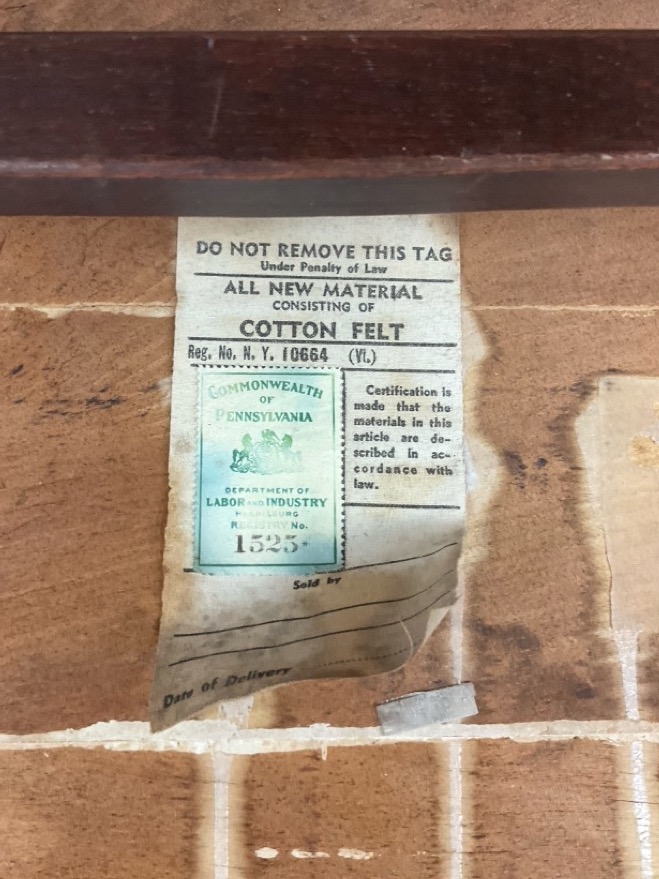 DO NOT REMOVE THIS TAG
Under Penalty of Law
ALL NEW MATERIAL
CONSISTING OF
COTTON FELT
Reg. No. N. Y. 10664 (Vt.)
COMMONWEALTH
OF
PENNSYLVANIA
DEPARTMENT OF
LABOR AND INDUSTRY
HARRISBURG
REGISTRY No.
1525
Certification is
made that the
materials in this
article are de-
scribed in ac-
cordance with
law.
Sold by
Date of Delivery